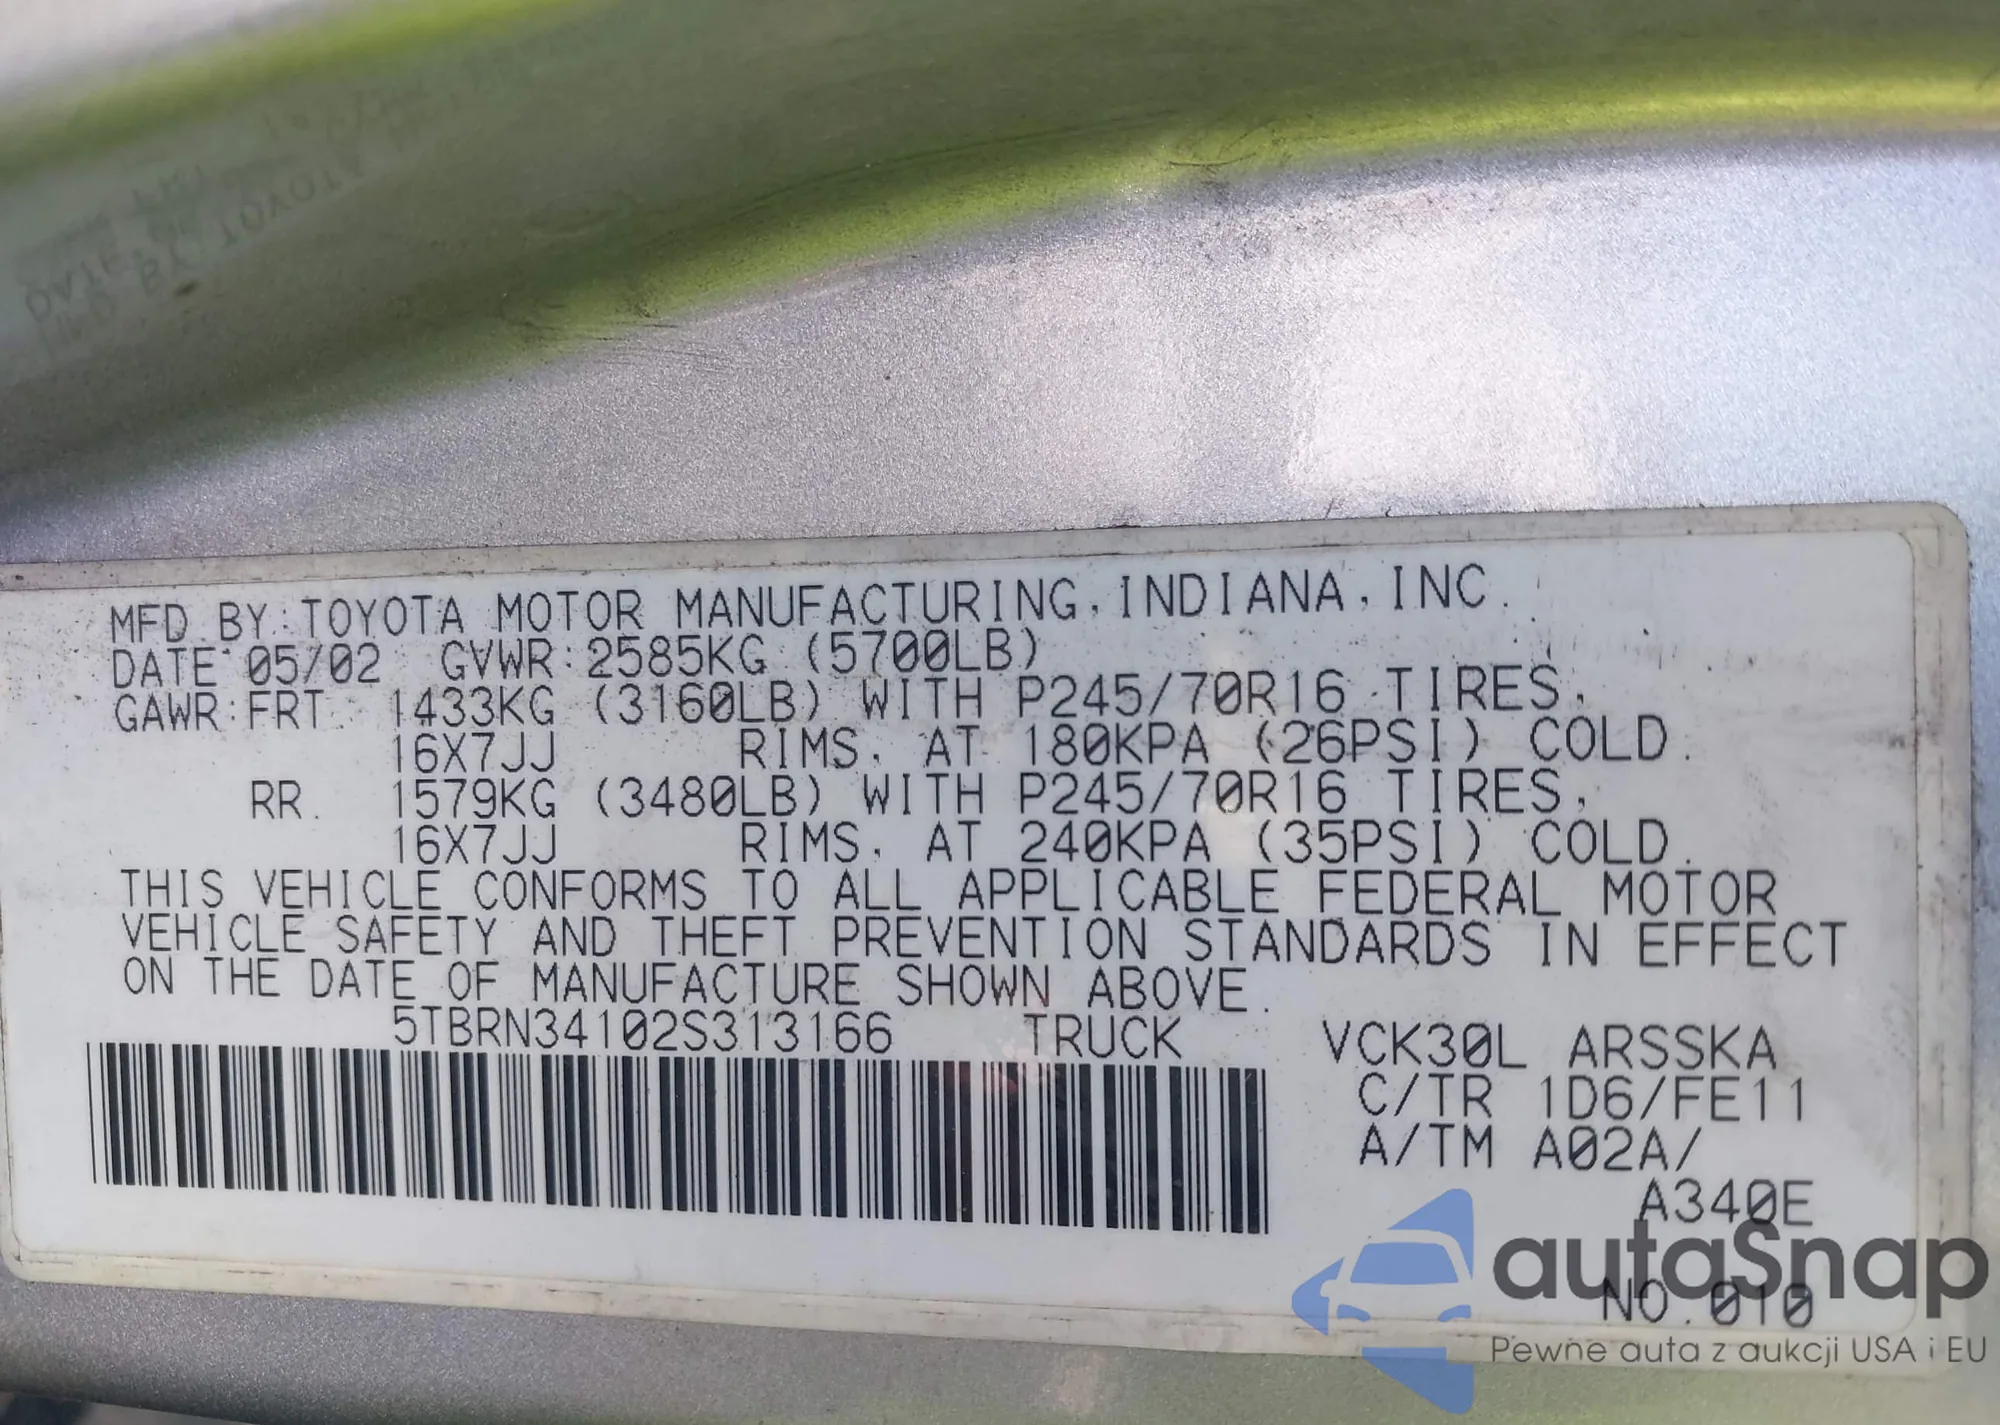 MFD. BY: TOYOTA MOTOR MANUFACTURING, INDIANA, INC.
DATE: 05/02 GVWR: 2585KG (5700LB)
GAWR: FRT. 1433KG (3160LB) WITH P245/70R16 TIRES,
16X7JJ RIMS, AT 180KPA (26PSI) COLD.
RR. 1579KG (3480LB) WITH P245/70R16 TIRES,
16X7JJ RIMS, AT 240KPA (35PSI) COLD.
THIS VEHICLE CONFORMS TO ALL APPLICABLE FEDERAL MOTOR
VEHICLE SAFETY AND THEFT PREVENTION STANDARDS IN EFFECT
ON THE DATE OF MANUFACTURE SHOWN ABOVE.
5TBRN34102S313166 TRUCK VCK30L ARSSKA
C/TR 1D6/FE11
A/TM A02A/
A340E
autoSnap
NO. 010
Pewne auta z aukcji USA i EU